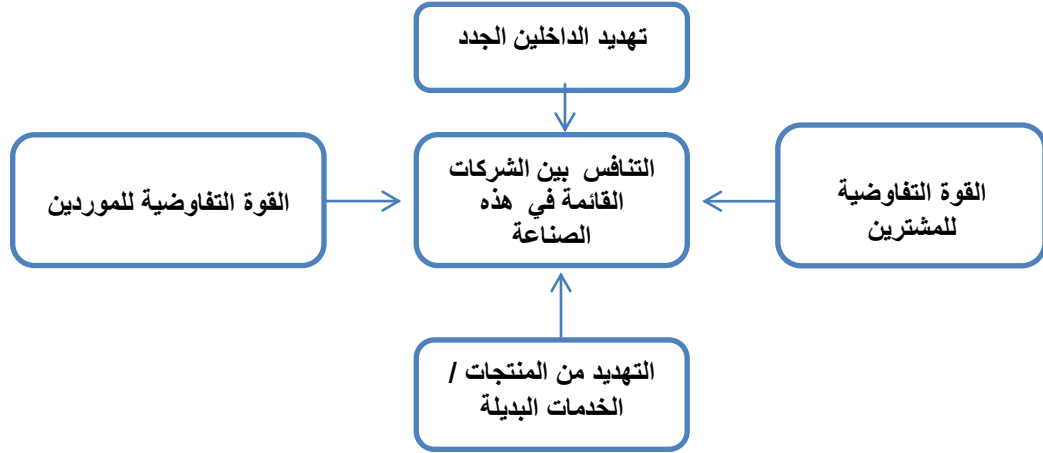 تهديد الداخلين الجدد
التنافس بين الشركات
القائمة في هذه
الصناعة
القوة التفاوضية
للمشترين
القوة التفاوضية للموردين
التهديد من المنتجات /
الخدمات البديلة